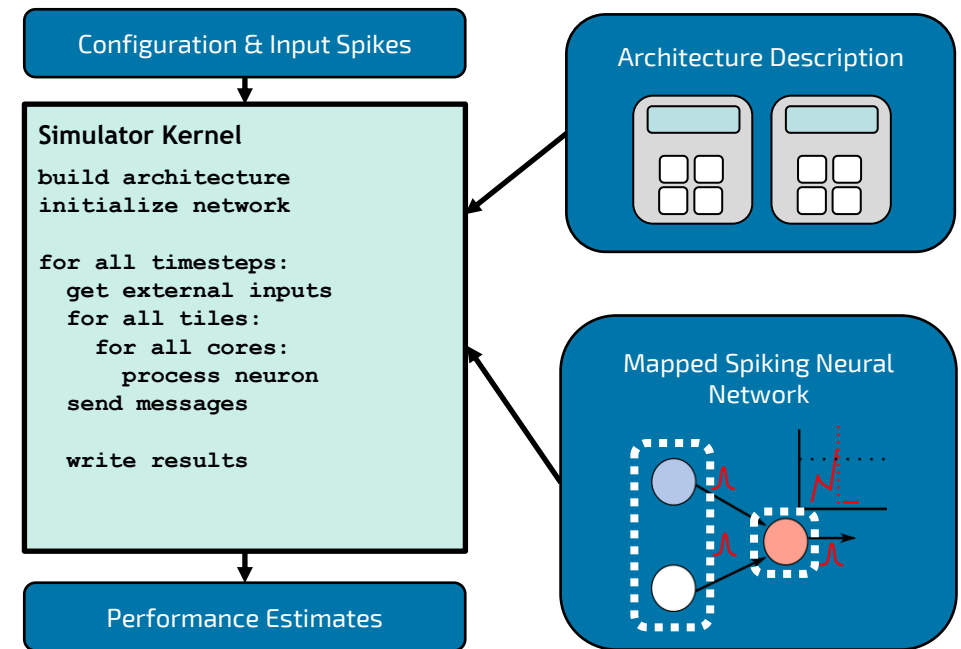 Configuration & Input Spikes
Simulator Kernel
build architecture
initialize network
for all timesteps:
get external inputs
for all tiles:
for all cores:
process neuron
send messages
write results
Performance Estimates
Architecture Description
Mapped Spiking Neural
Network